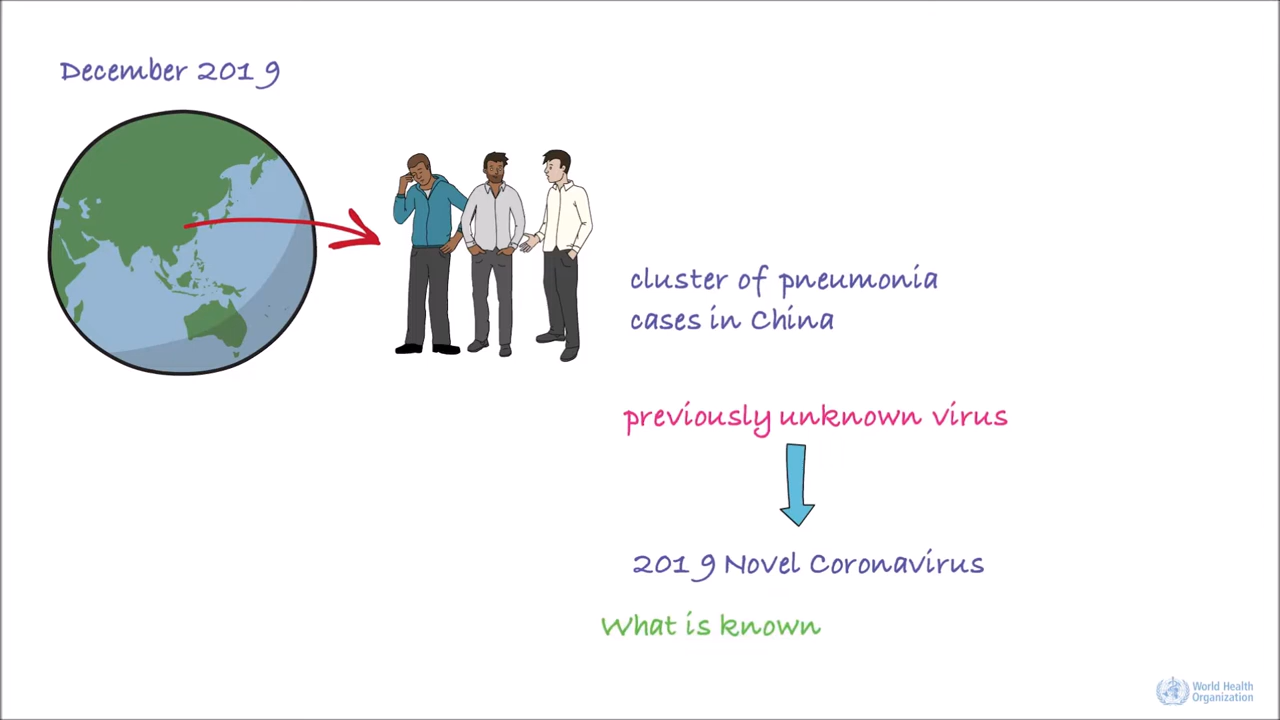 December 2019
cluster of pneumonia
cases in China
previously unknown virus
2019 Novel Coronavirus
What is known
World Health
Organization